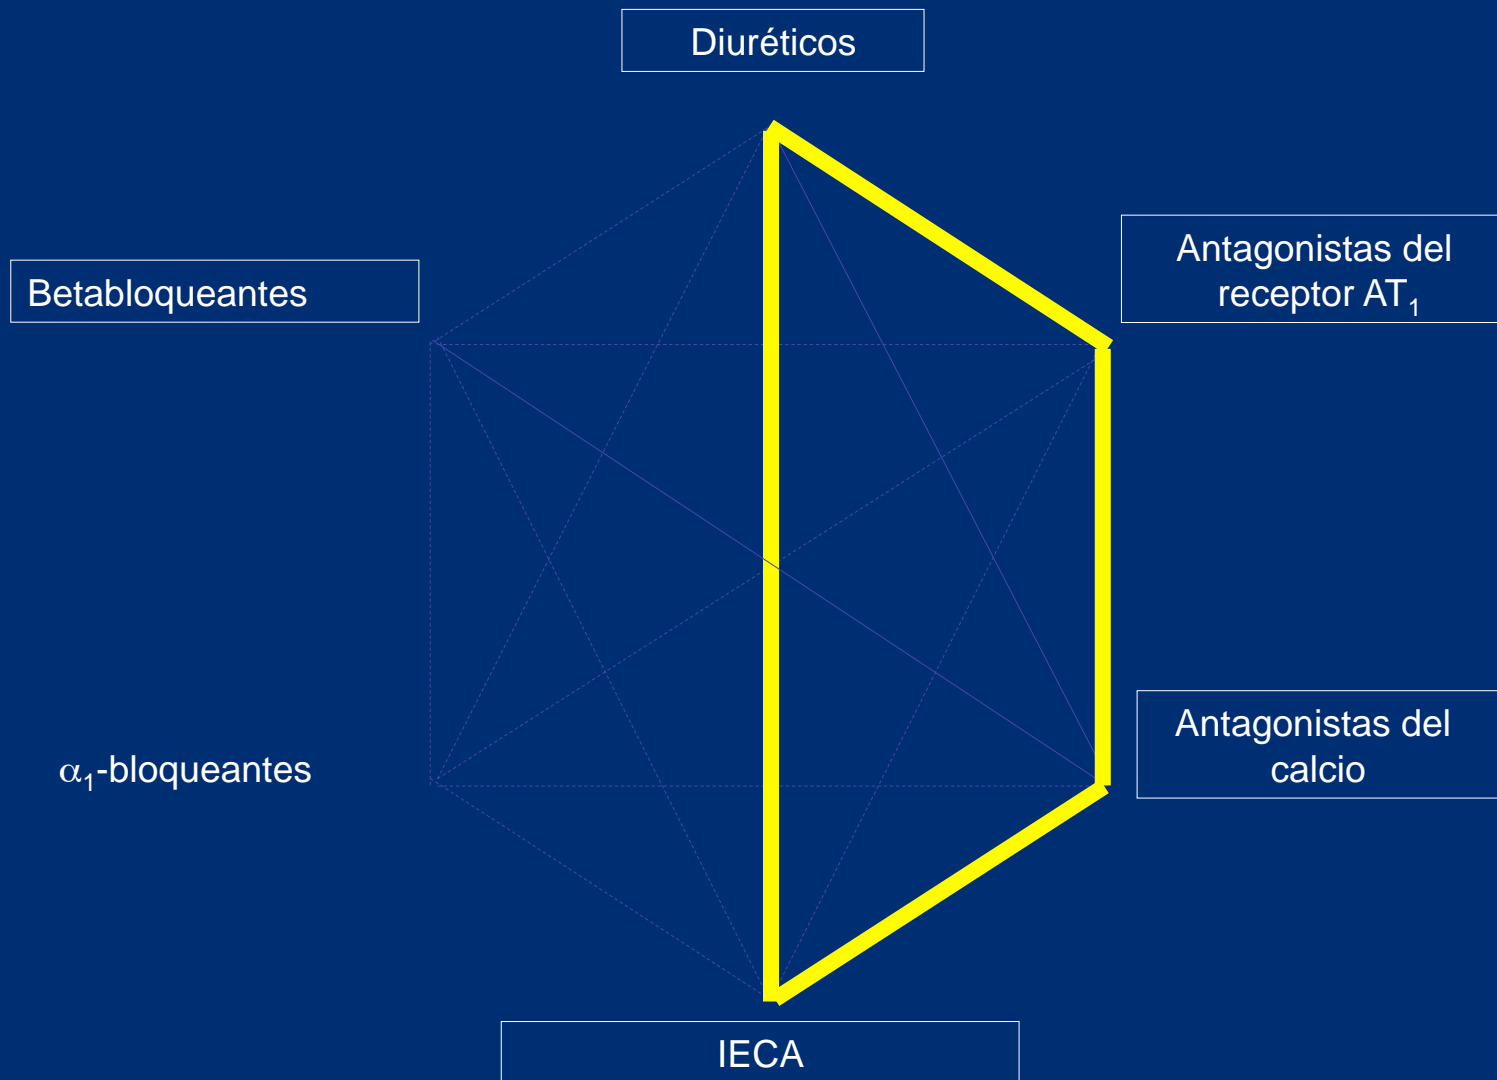 Diuréticos
Antagonistas del
receptor AT₁
Betabloqueantes
Antagonistas del
calcio
α₁-bloqueantes
IECA